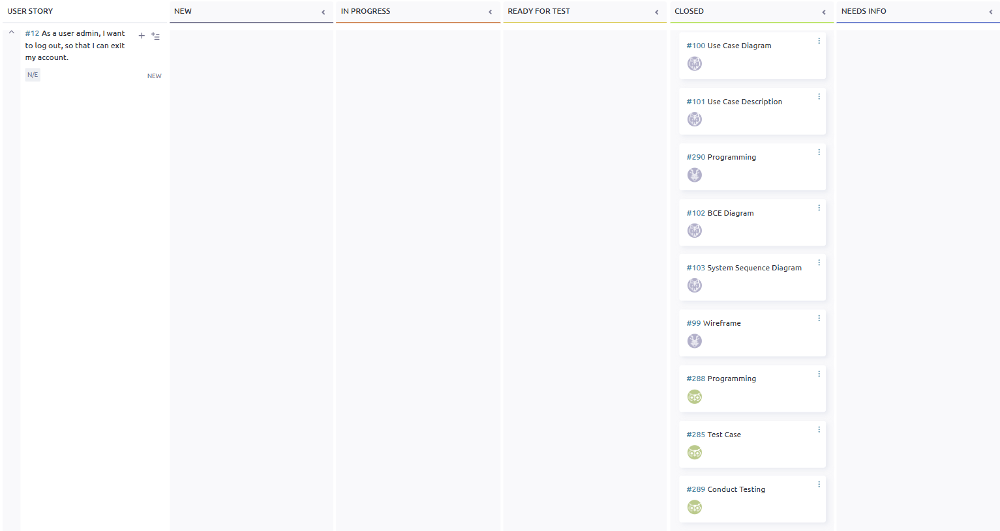 USER STORY
NEW
IN PROGRESS
READY FOR TEST
CLOSED
NEEDS INFO
#12 As a user admin, I want
to log out, so that I can exit
my account.
N/E
NEW
#100 Use Case Diagram
#101 Use Case Description
#290 Programming
#102 BCE Diagram
#103 System Sequence Diagram
#99 Wireframe
#288 Programming
#285 Test Case
#289 Conduct Testing